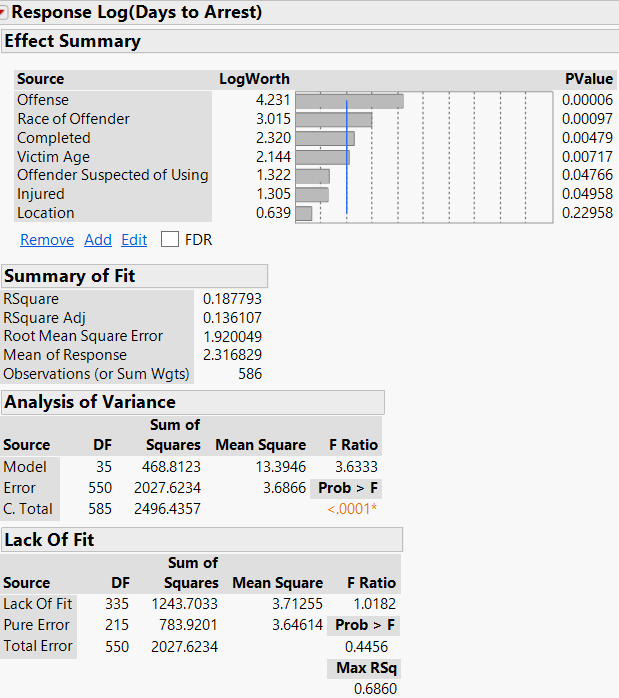 Response Log(Days to Arrest)
Effect Summary
Source LogWorth PValue
Offense 4.231 0.00006
Race of Offender 3.015 0.00097
Completed 2.320 0.00479
Victim Age 2.144 0.00717
Offender Suspected of Using 1.322 0.04766
Injured 1.305 0.04958
Location 0.639 0.22958
Remove Add Edit FDR
Summary of Fit
RSquare 0.187793
RSquare Adj 0.136107
Root Mean Square Error 1.920049
Mean of Response 2.316829
Observations (or Sum Wgts) 586
Analysis of Variance
Sum of
Source DF Squares Mean Square F Ratio
Model 35 468.8123 13.3946 3.6333
Error 550 2027.6234 3.6866 Prob > F
C. Total 585 2496.4357 <.0001*
Lack Of Fit
Sum of
Source DF Squares Mean Square F Ratio
Lack Of Fit 335 1243.7033 3.71255 1.0182
Pure Error 215 783.9201 3.64614 Prob > F
Total Error 550 2027.6234 0.4456
Max RSq
0.6860